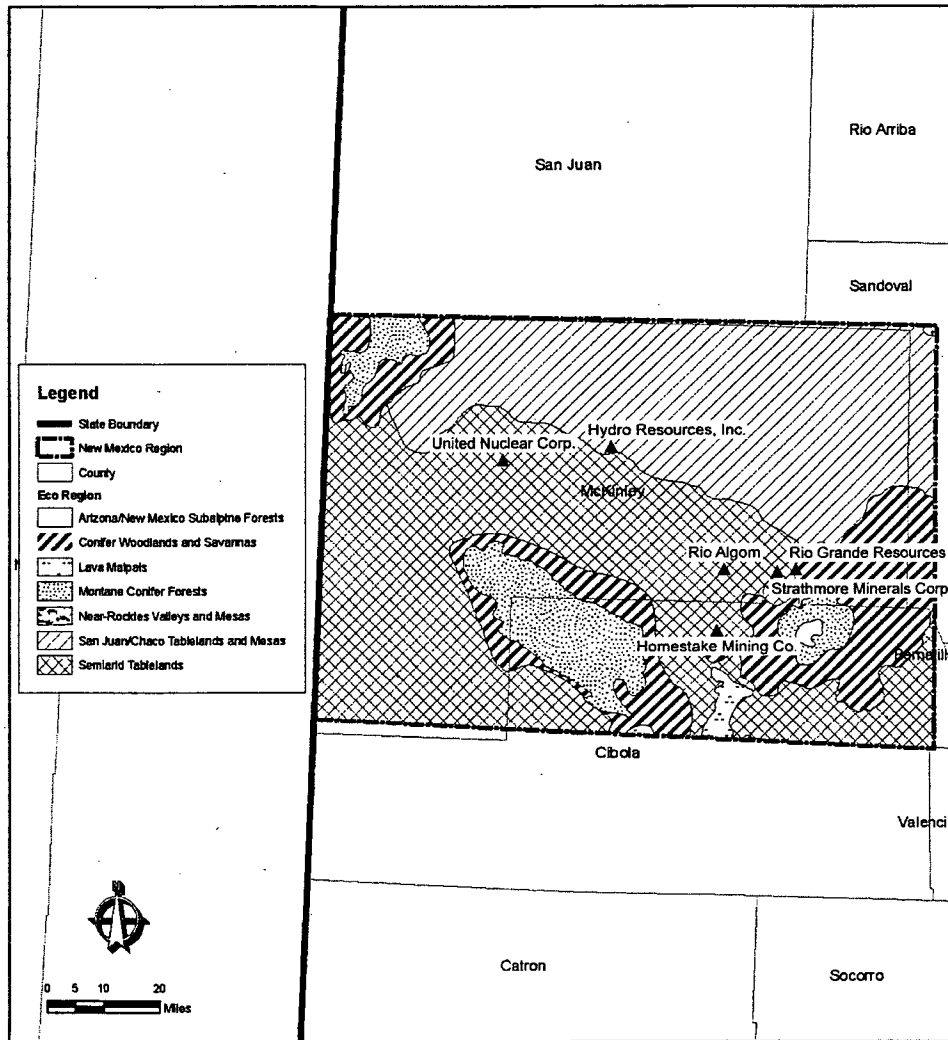 Rio Arriba
San Juan
Sandoval
Legend
State Boundary
New Mexico Region
County
Eco Region
Arizona/New Mexico Subalpine Forests
Conifer Woodlands and Savannas
Lava Malpais
Montane Conifer Forests
Near-Rockies Valleys and Mesas
San Juan/Chaco Tablelands and Mesas
Semiarid Tablelands
United Nuclear Corp.
Hydro Resources, Inc.
McKinley
Rio Algom
Rio Grande Resources
Strathmore Minerals Corp
Homestake Mining Co.
Cibola
Valenci
N
Catron
Socorro
0 5 10 20
Miles